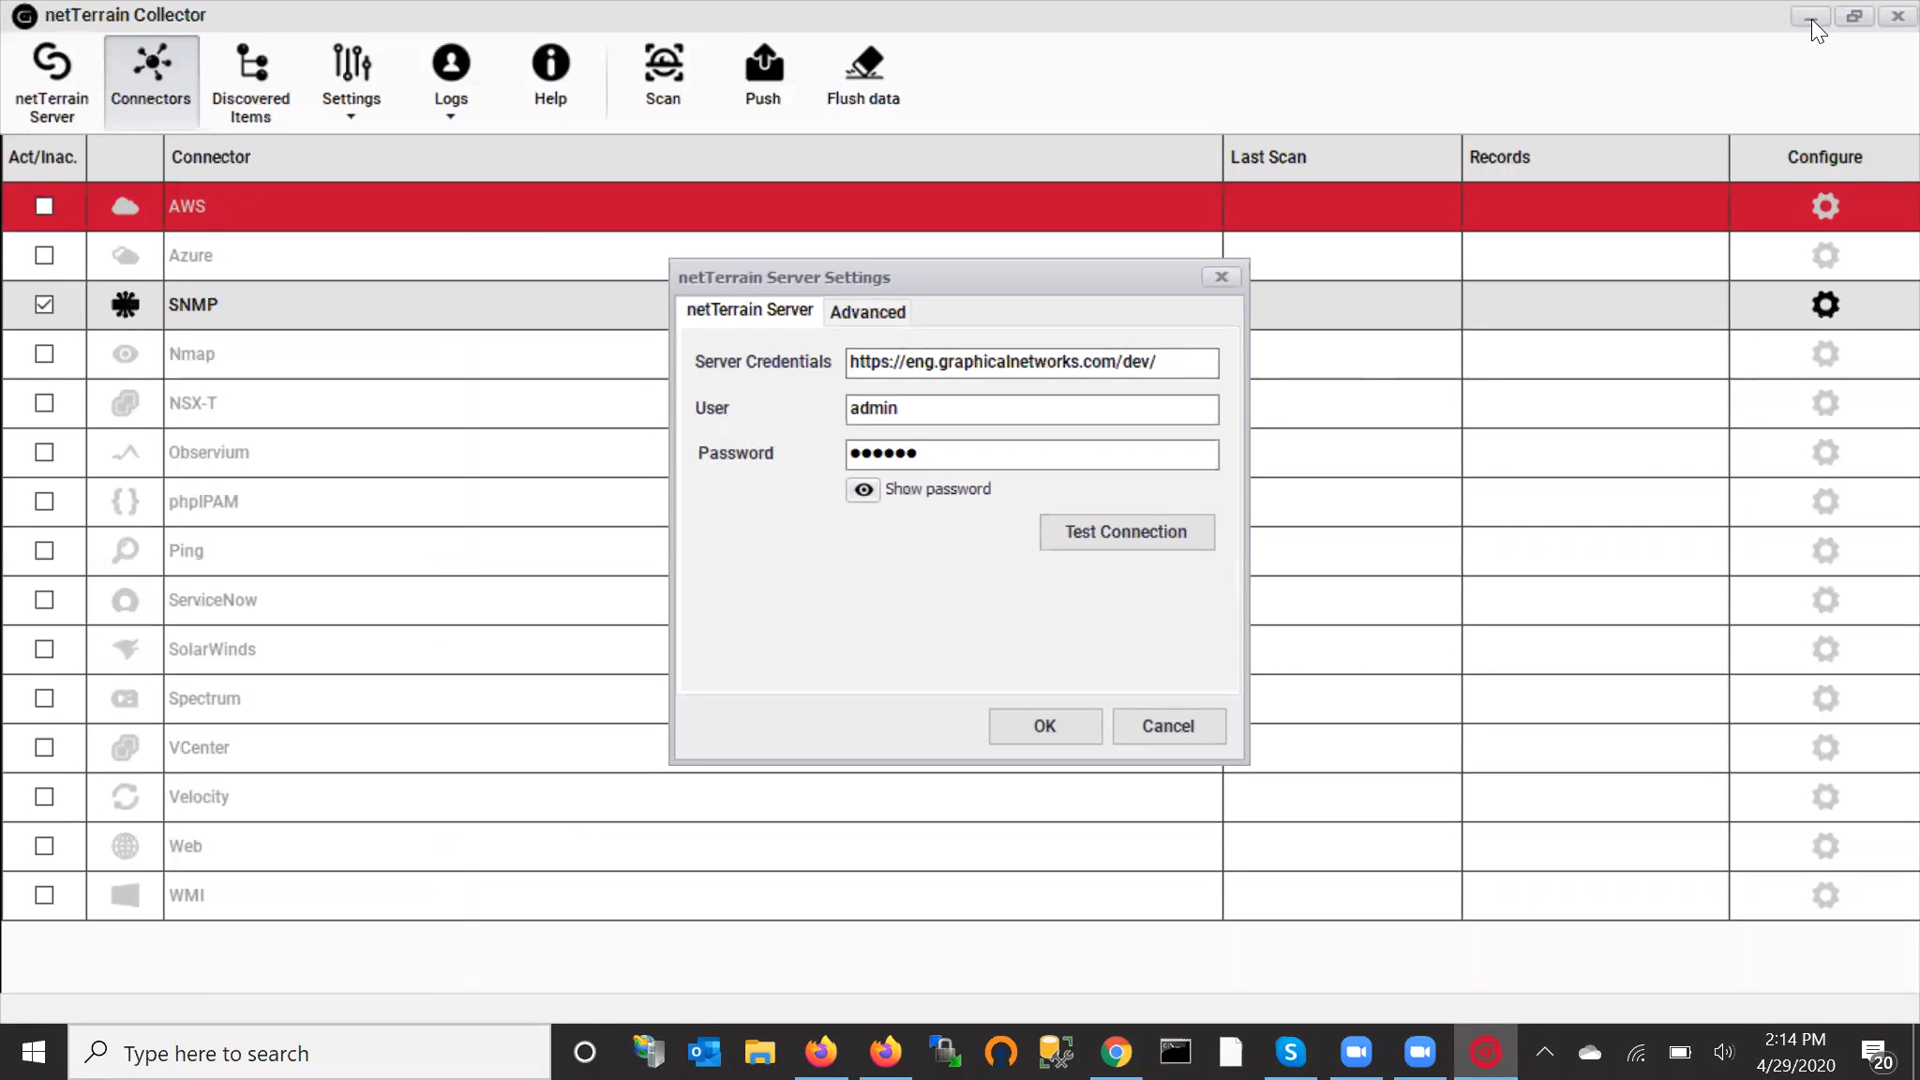 netTerrain Collector
netTerrain
Server
Connectors
Discovered
Items
Settings
Logs
Help
Scan
Push
Flush data
Act/Inac.
Connector
Last Scan
Records
Configure
AWS
Azure
SNMP
Nmap
NSX-T
Observium
phpIPAM
Ping
ServiceNow
SolarWinds
Spectrum
VCenter
Velocity
Web
WMI
netTerrain Server Settings
netTerrain Server
Advanced
Server Credentials
https://eng.graphicalnetworks.com/dev/
User
admin
Password
●●●●●●
Show password
Test Connection
OK
Cancel
Type here to search
2:14 PM
4/29/2020
20